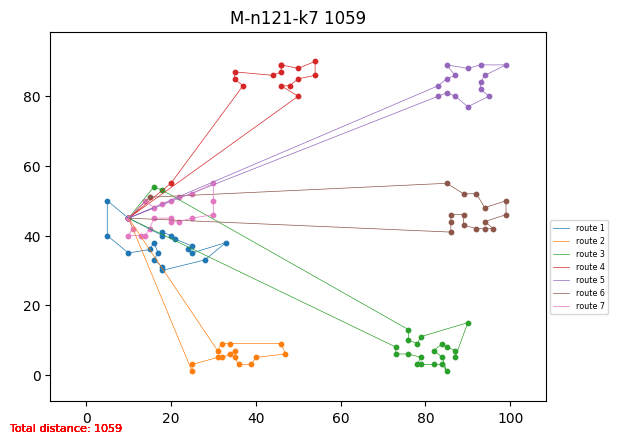 M-n121-k7 1059
80
60
40
20
0
0 20 40 60 80 100
route 1
route 2
route 3
route 4
route 5
route 6
route 7
Total distance: 1059